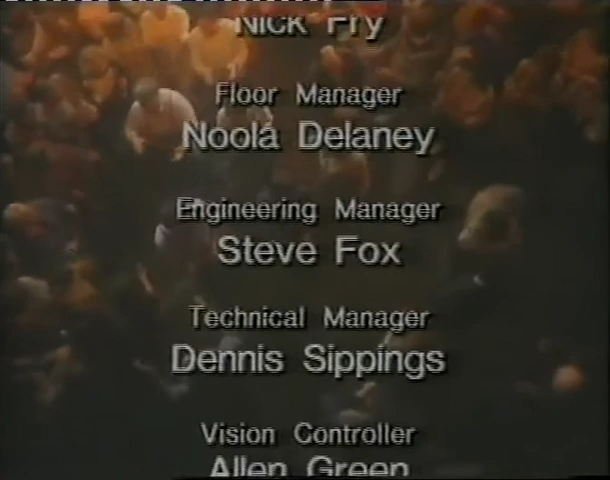 Nick Fry
Floor Manager
Noola Delaney
Engineering Manager
Steve Fox
Technical Manager
Dennis Sippings
Vision Controller
Allen Green